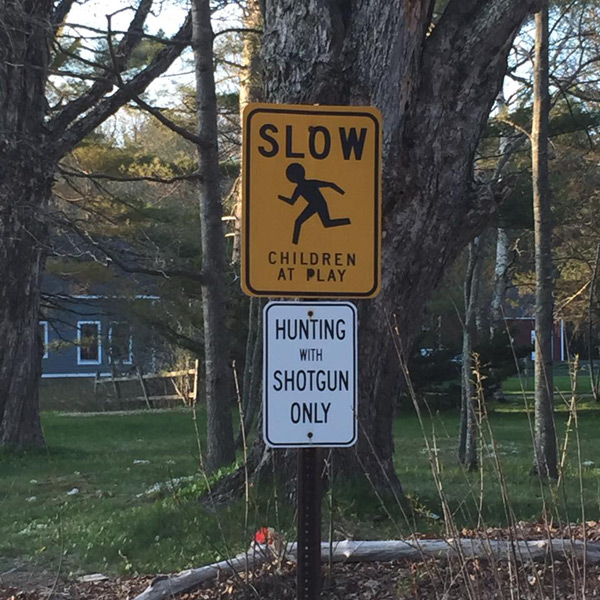 SLOW
CHILDREN
AT PLAY
HUNTING
WITH
SHOTGUN
ONLY